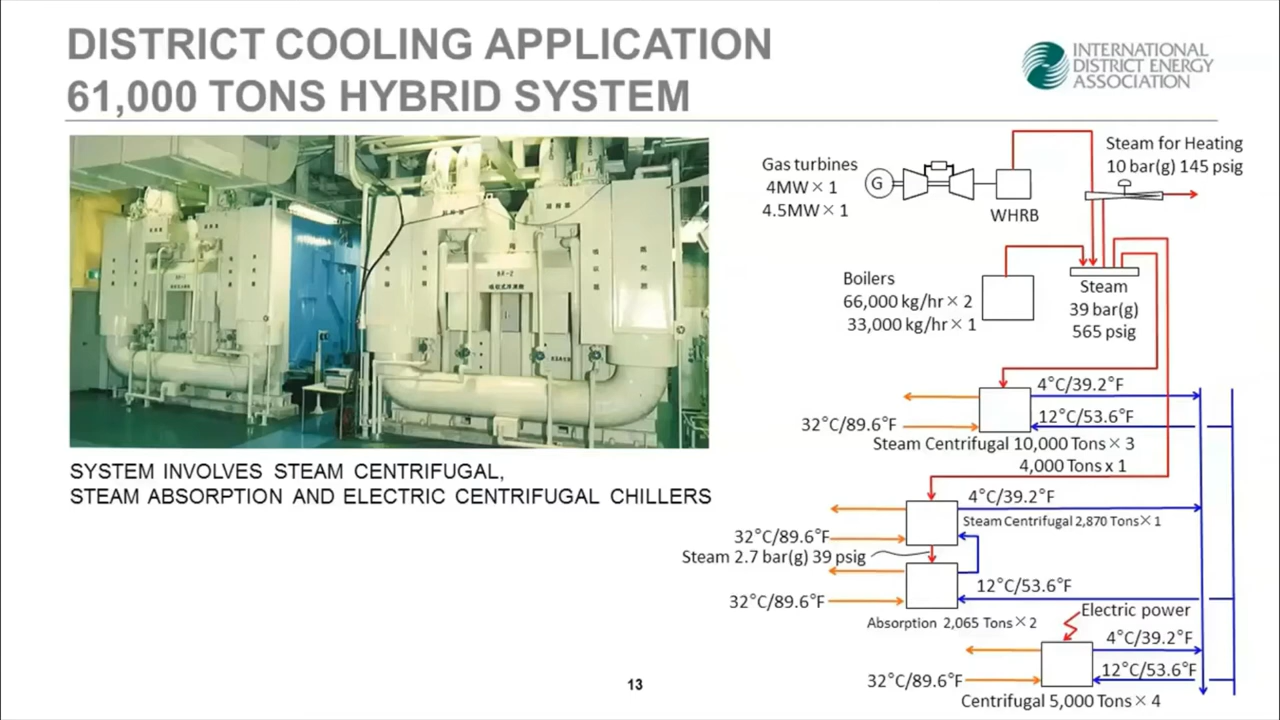 DISTRICT COOLING APPLICATION
61,000 TONS HYBRID SYSTEM
INTERNATIONAL
DISTRICT ENERGY
ASSOCIATION
SYSTEM INVOLVES STEAM CENTRIFUGAL,
STEAM ABSORPTION AND ELECTRIC CENTRIFUGAL CHILLERS
Gas turbines
4MW×1
4.5MW×1
G
WHRB
Steam for Heating
10 bar(g) 145 psig
Boilers
66,000 kg/hr×2
33,000 kg/hr×1
Steam
39 bar(g)
565 psig
4°C/39.2°F
32°C/89.6°F
12°C/53.6°F
Steam Centrifugal 10,000 Tons×3
4,000 Tons x 1
4°C/39.2°F
Steam Centrifugal 2,870 Tons×1
32°C/89.6°F
Steam 2.7 bar(g) 39 psig
12°C/53.6°F
32°C/89.6°F
Absorption 2,065 Tons×2
Electric power
4°C/39.2°F
12°C/53.6°F
32°C/89.6°F
Centrifugal 5,000 Tons×4
13